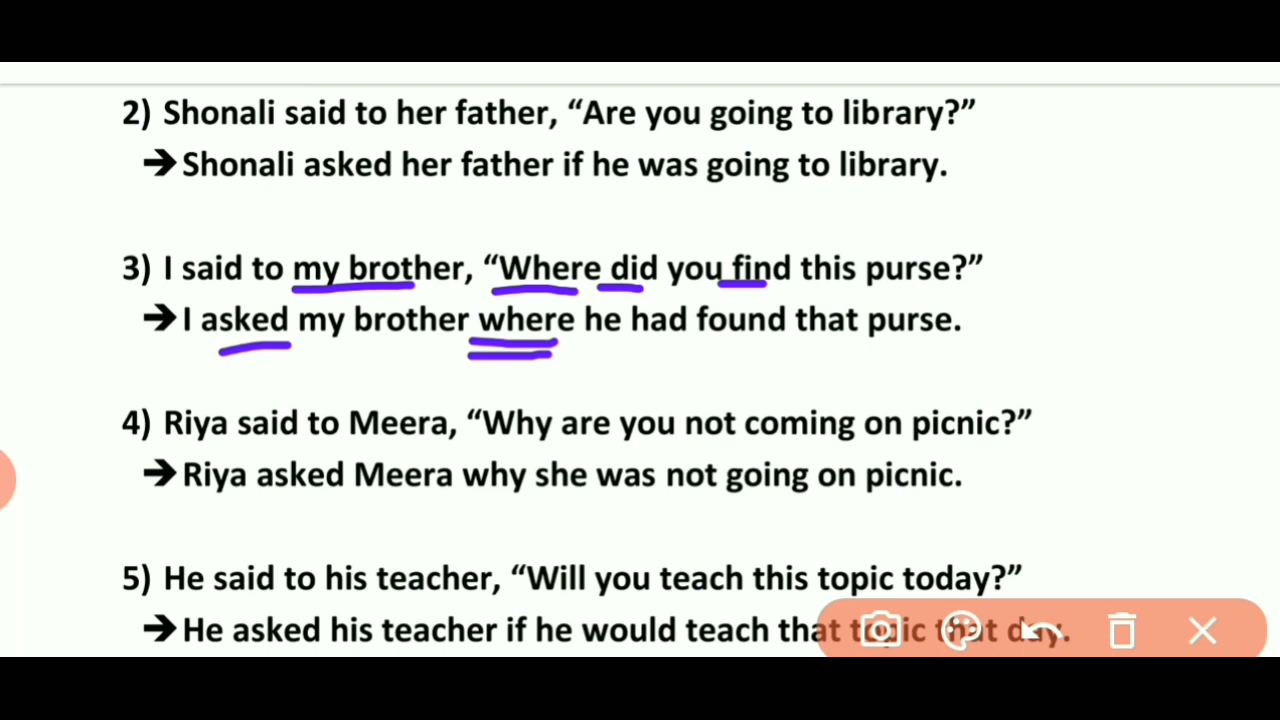 2) Shonali said to her father, “Are you going to library?”
➔ Shonali asked her father if he was going to library.
3) I said to my brother, “Where did you find this purse?”
➔ I asked my brother where he had found that purse.
4) Riya said to Meera, “Why are you not coming on picnic?”
➔ Riya asked Meera why she was not going on picnic.
5) He said to his teacher, “Will you teach this topic today?”
➔ He asked his teacher if he would teach that topic that day.